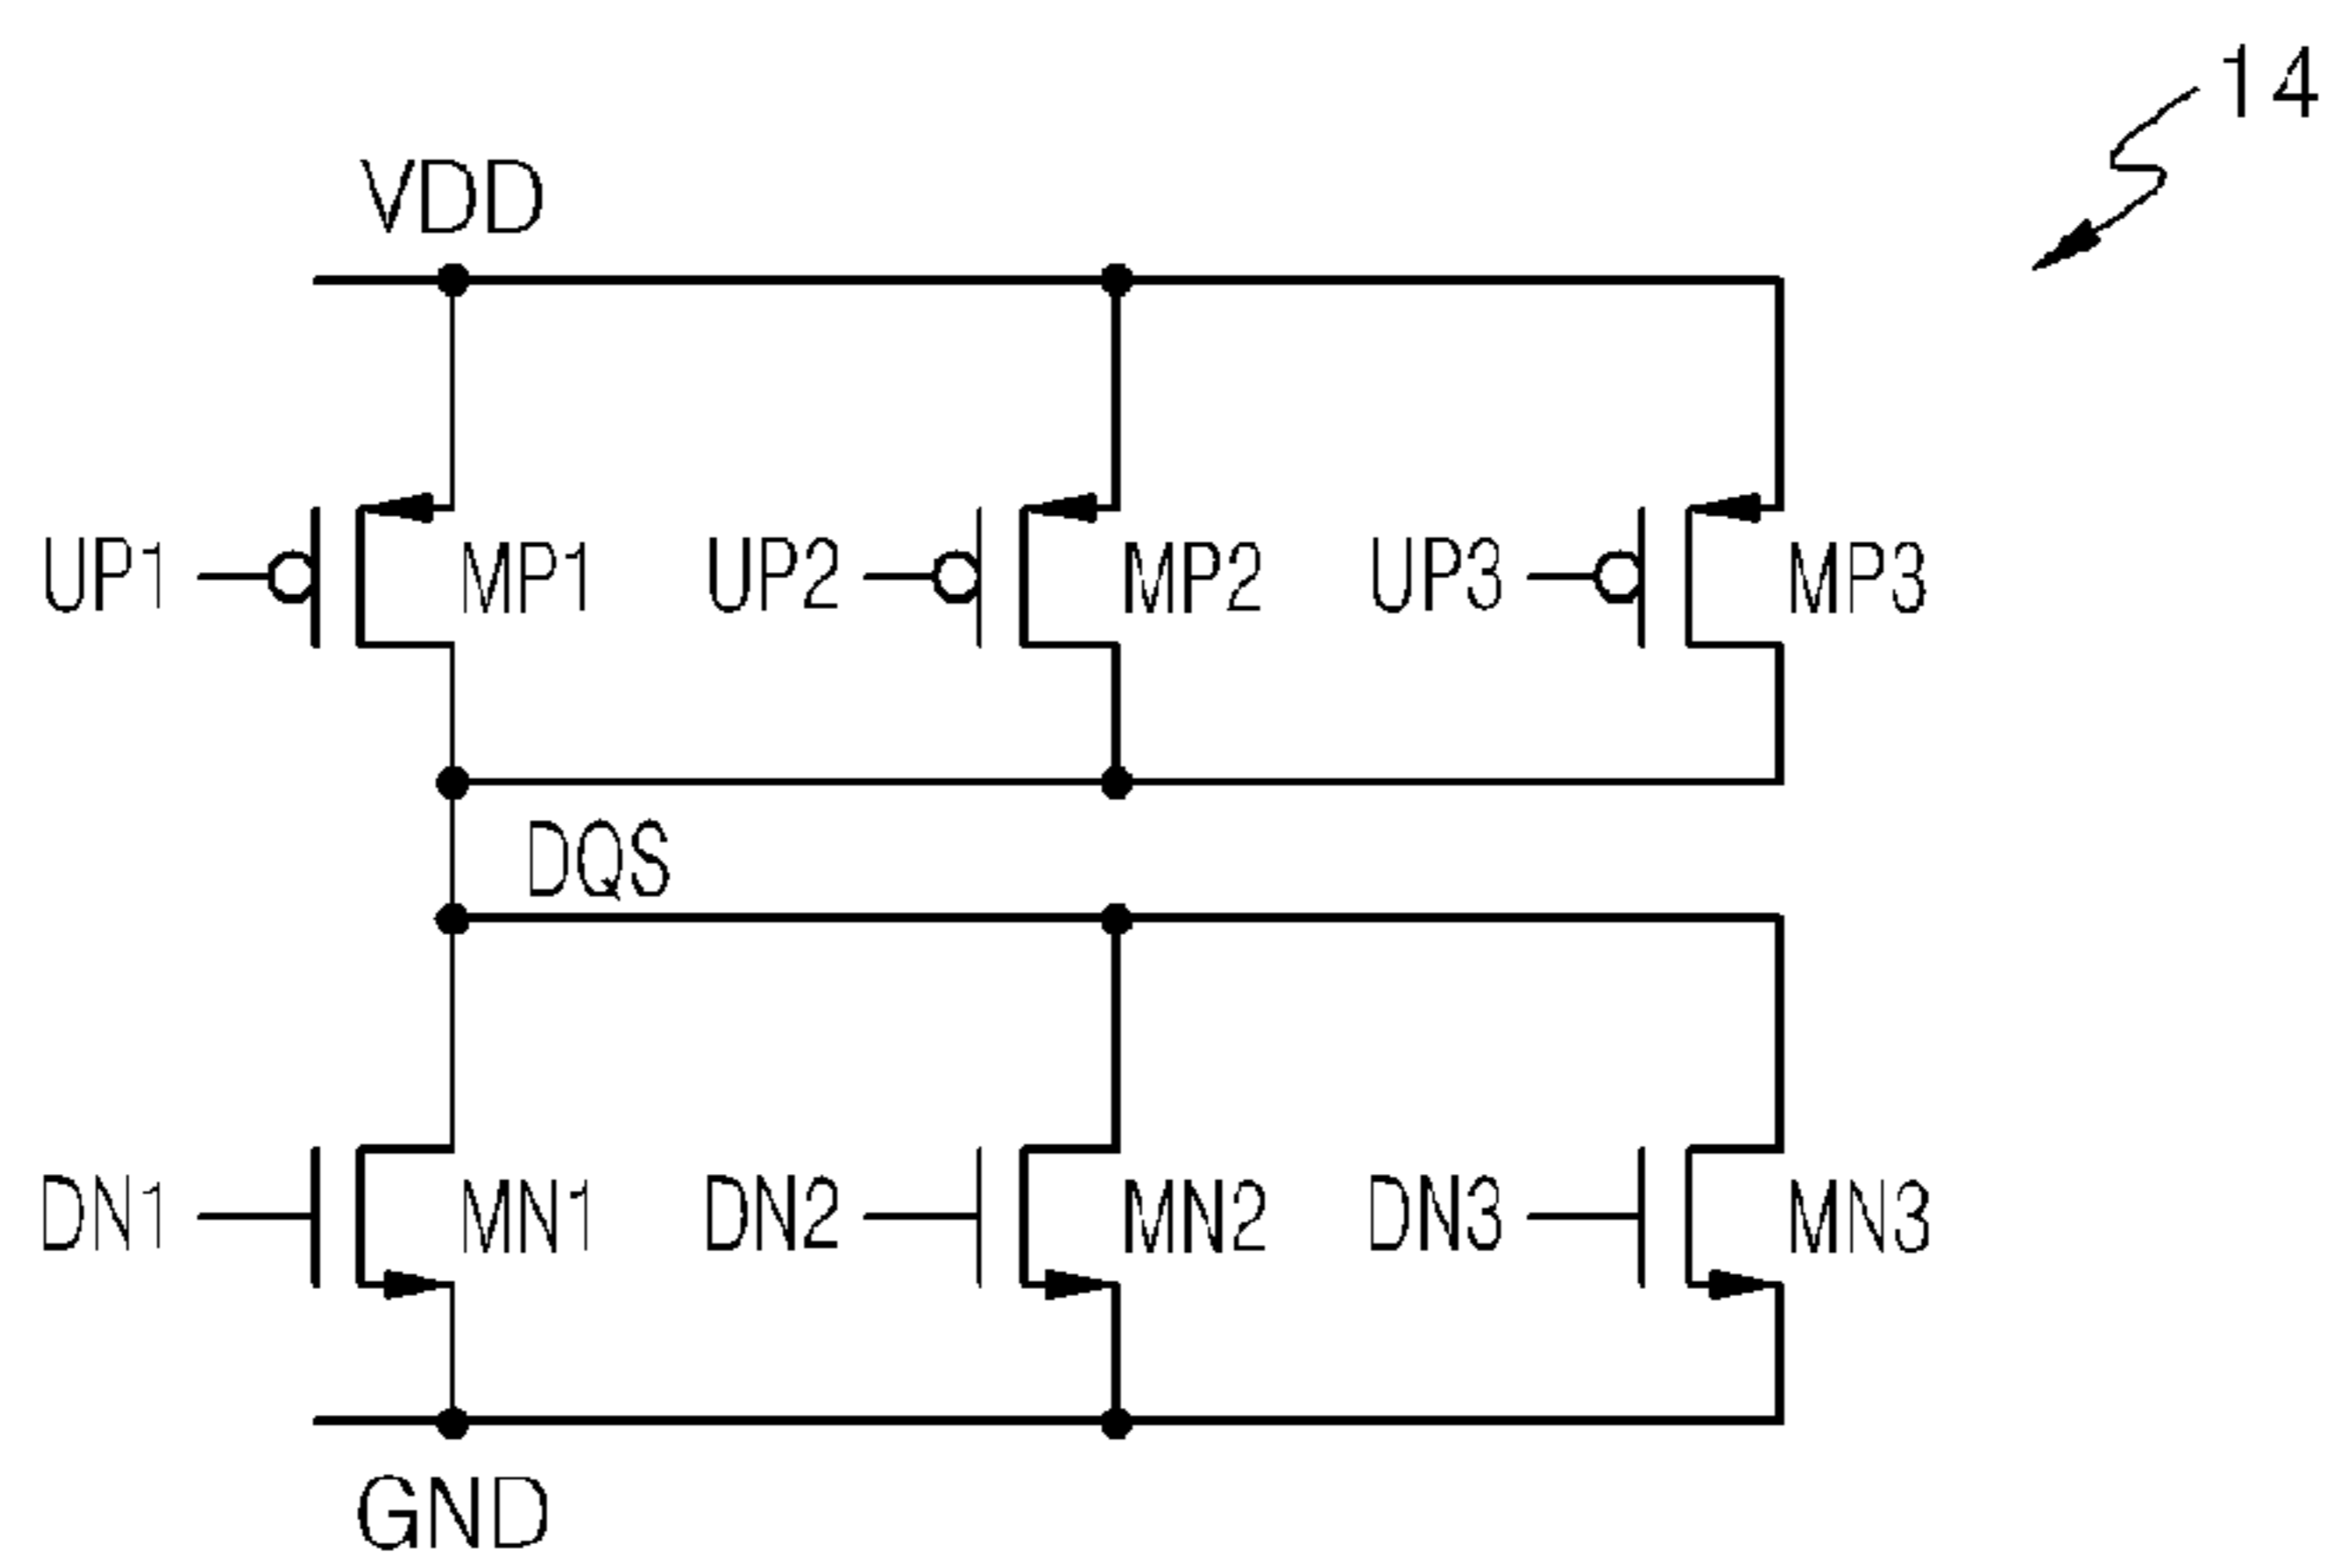 14
VDD
UP1 MP1 UP2 MP2 UP3 MP3
DQS
DN1 MN1 DN2 MN2 DN3 MN3
GND